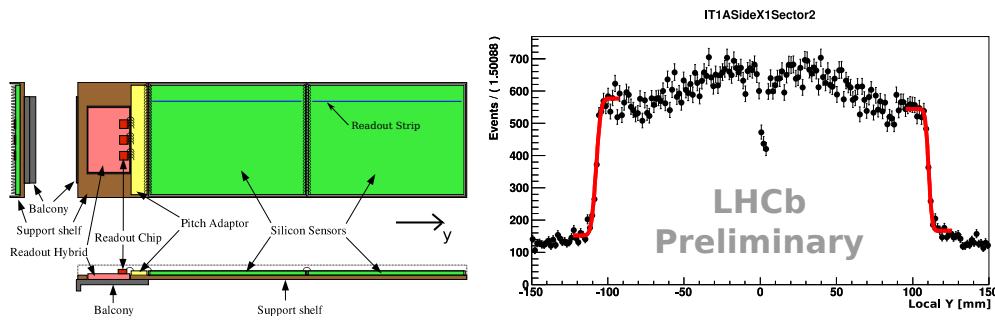 Readout Strip
Balcony
Support shelf
Readout Hybrid
Readout Chip
Pitch Adaptor
Silicon Sensors
y
Balcony
Support shelf
IT1ASideX1Sector2
Events / ( 1.50088 )
700
600
500
400
300
200
100
0
-150
-100
-50
0
50
100
150
LHCb
Preliminary
Local Y [mm]